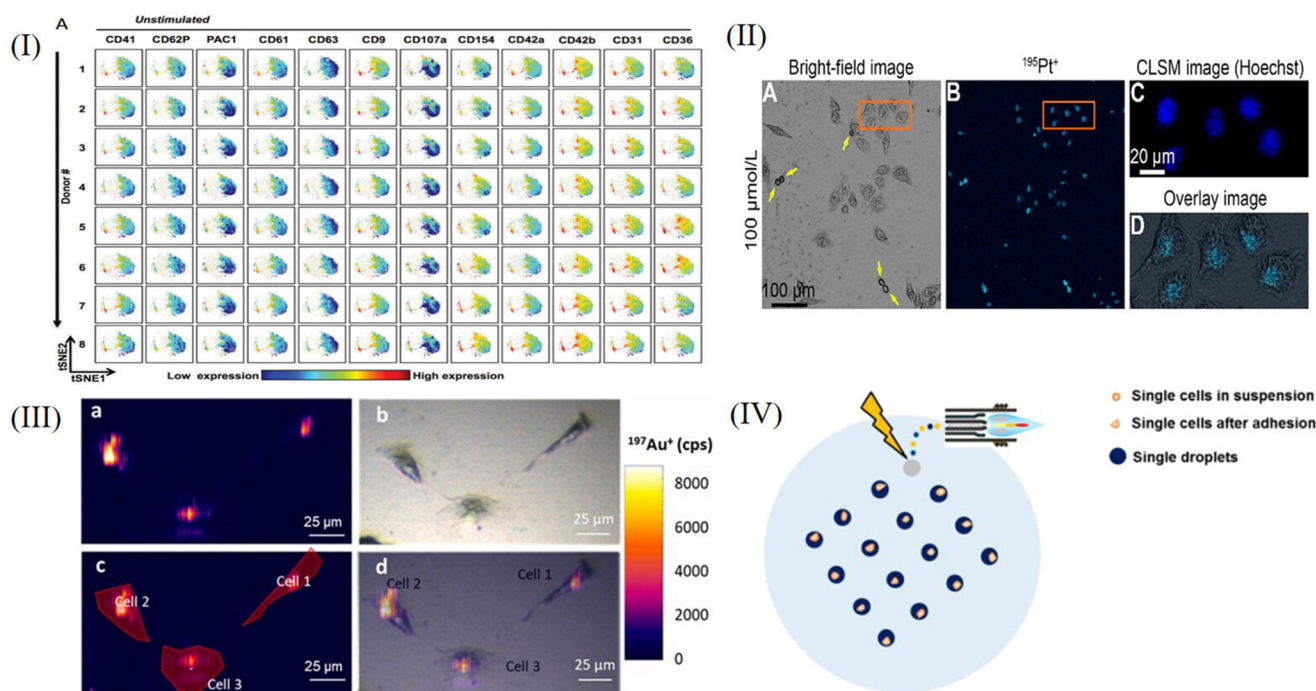 (I)
A
Unstimulated
CD41 CD62P PAC1 CD61 CD63 CD9 CD107a CD154 CD42a CD42b CD31 CD36
Donor #
1
2
3
4
5
6
7
8
tSNE2
tSNE1
Low expression High expression
(II)
Bright-field image
¹⁹⁵Pt⁺
CLSM image (Hoechst)
A
B
C
100 μmol/L
20 μm
Overlay image
D
100 μm
(III)
a
b
25 μm
25 μm
c
Cell 1
Cell 2
Cell 3
25 μm
d
Cell 2
Cell 1
Cell 3
25 μm
¹⁹⁷Au⁺ (cps)
8000
6000
4000
2000
0
(IV)
Single cells in suspension
Single cells after adhesion
Single droplets